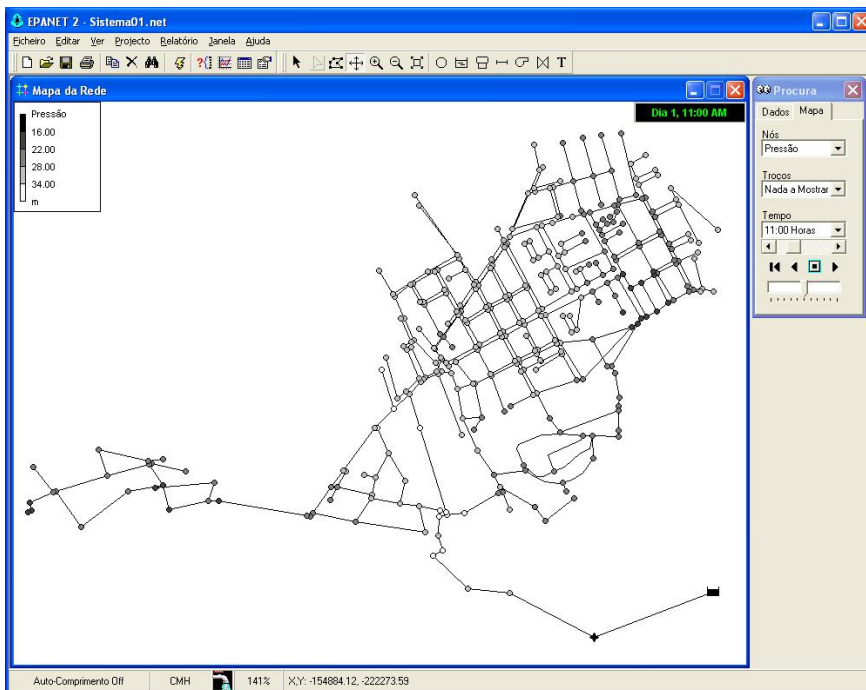 EPANET 2 - Sistema01.net
Ficheiro Editar Ver Projecto Relatório Janela Ajuda
Mapa da Rede
Pressão
16.00
22.00
28.00
34.00
m
Dia 1, 11:00 AM
Procura
Dados Mapa
Nós
Pressão
Troços
Nada a Mostrar
Tempo
11:00 Horas
Auto-Comprimento Off CMH 141% X,Y: -154884.12, -222273.59